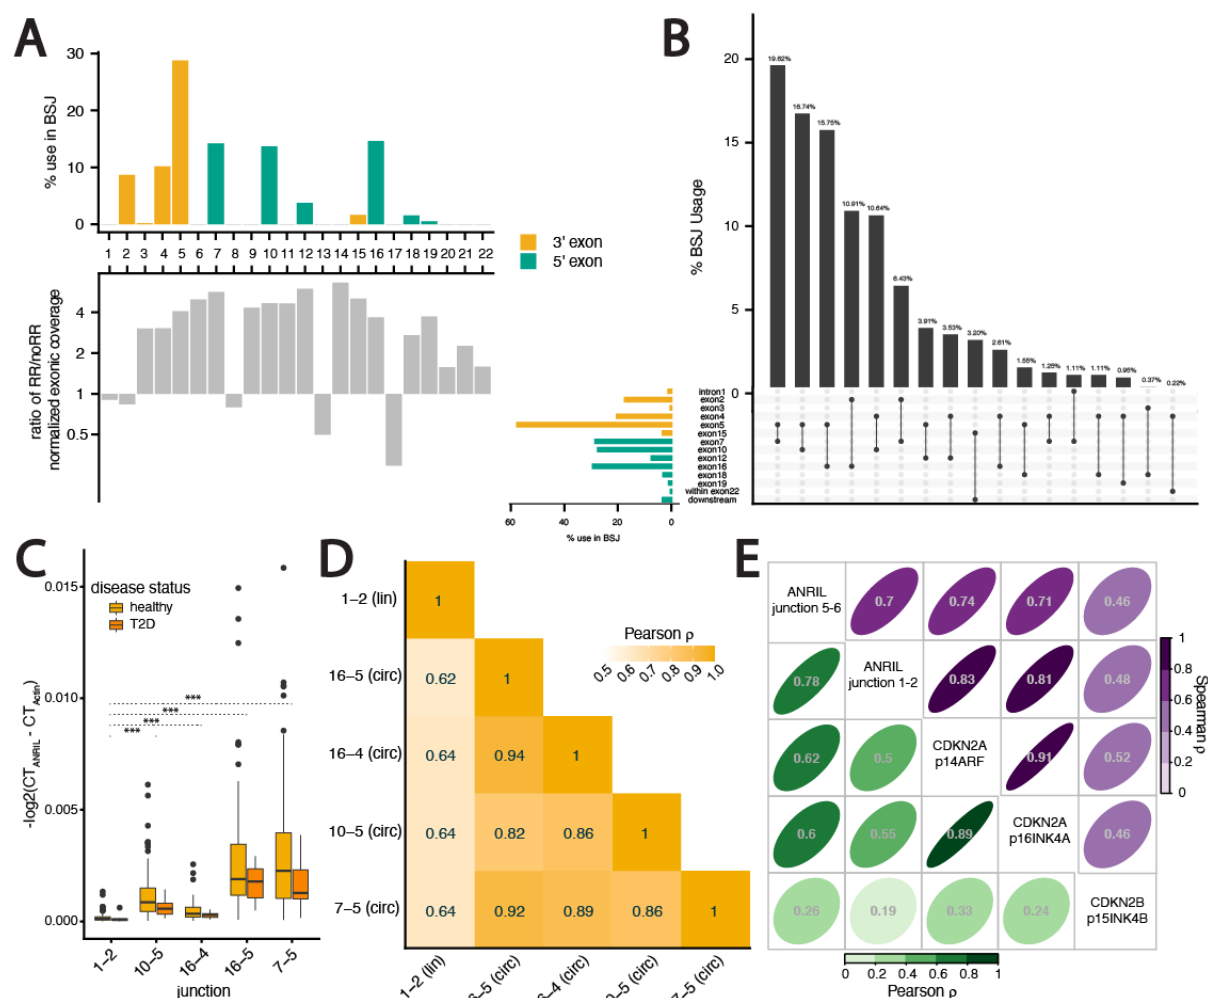 A
% use in BSJ
30
20
10
0
1 2 3 4 5 6 7 8 9 10 11 12 13 14 15 16 17 18 19 20 21 22
3' exon
5' exon
ratio of RR/noRR
normalized exonic coverage
4
2
1
0.5
intron1
exon2
exon3
exon4
exon5
exon15
exon7
exon10
exon12
exon16
exon18
exon19
within exon22
downstream
60 40 20 0
% use in BSJ
B
% BSJ Usage
20
15
10
5
0
19.62%
16.74%
15.75%
10.91%
10.64%
6.43%
3.91%
3.53%
3.20%
2.61%
1.55%
1.25%
1.11%
1.11%
0.95%
0.37%
0.22%
C
disease status
healthy
T2D
-log2(CTANRIL - CTActin)
0.015
0.010
0.005
0.000
***
***
***
***
1–2
10–5
16–4
16–5
7–5
junction
D
1–2 (lin)
16–5 (circ)
16–4 (circ)
10–5 (circ)
7–5 (circ)
Pearson ρ
0.5 0.6 0.7 0.8 0.9 1.0
1
0.62 1
0.64 0.94 1
0.64 0.82 0.86 1
0.64 0.92 0.89 0.86 1
1–2 (lin)
6–5 (circ)
6–4 (circ)
0–5 (circ)
7–5 (circ)
E
ANRIL
junction 5-6
0.7 0.74 0.71 0.46
0.78
ANRIL
junction 1-2
0.83 0.81 0.48
0.62 0.5
CDKN2A
p14ARF
0.91 0.52
0.6 0.55 0.89
CDKN2A
p16INK4A
0.46
0.26 0.19 0.33 0.24
CDKN2B
p15INK4B
1
0.8
0.6
0.4
0.2
0
Spearman ρ
0 0.2 0.4 0.6 0.8 1
Pearson ρ